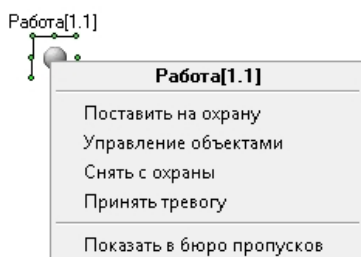 Работа[1.1]
Работа[1.1]
Поставить на охрану
Управление объектами
Снять с охраны
Принять тревогу
Показать в бюро пропусков